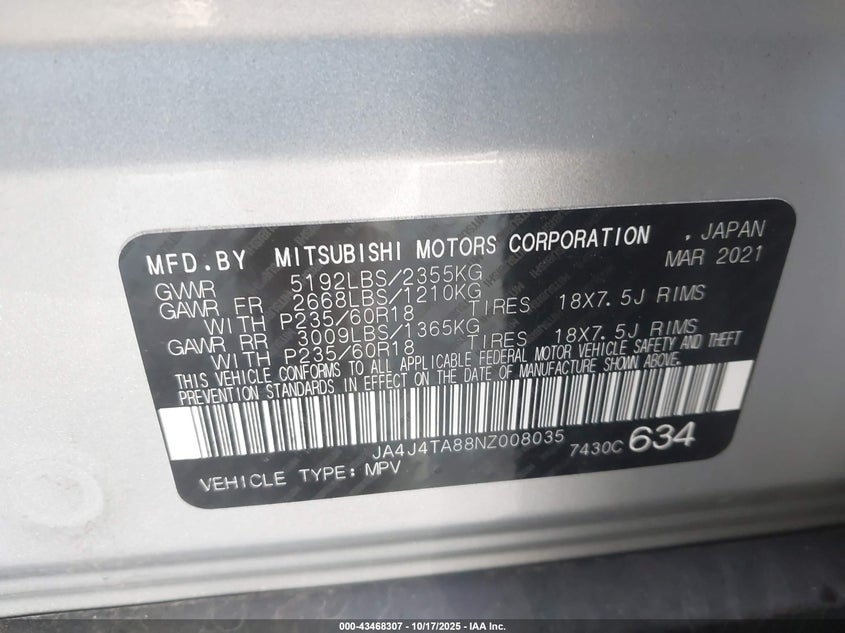 MFD.BY MITSUBISHI MOTORS CORPORATION , JAPAN
MAR 2021
GVWR 5192LBS/2355KG
GAWR FR 2668LBS/1210KG
WITH P235/60R18 TIRES 18X7.5J RIMS
GAWR RR 3009LBS/1365KG
WITH P235/60R18 TIRES 18X7.5J RIMS
THIS VEHICLE CONFORMS TO ALL APPLICABLE FEDERAL MOTOR VEHICLE SAFETY AND THEFT
PREVENTION STANDARDS IN EFFECT ON THE DATE OF MANUFACTURE SHOWN ABOVE.
JA4J4TA88NZ008035 7430C 634
VEHICLE TYPE: MPV
000-43468307 - 10/17/2025 - IAA Inc.